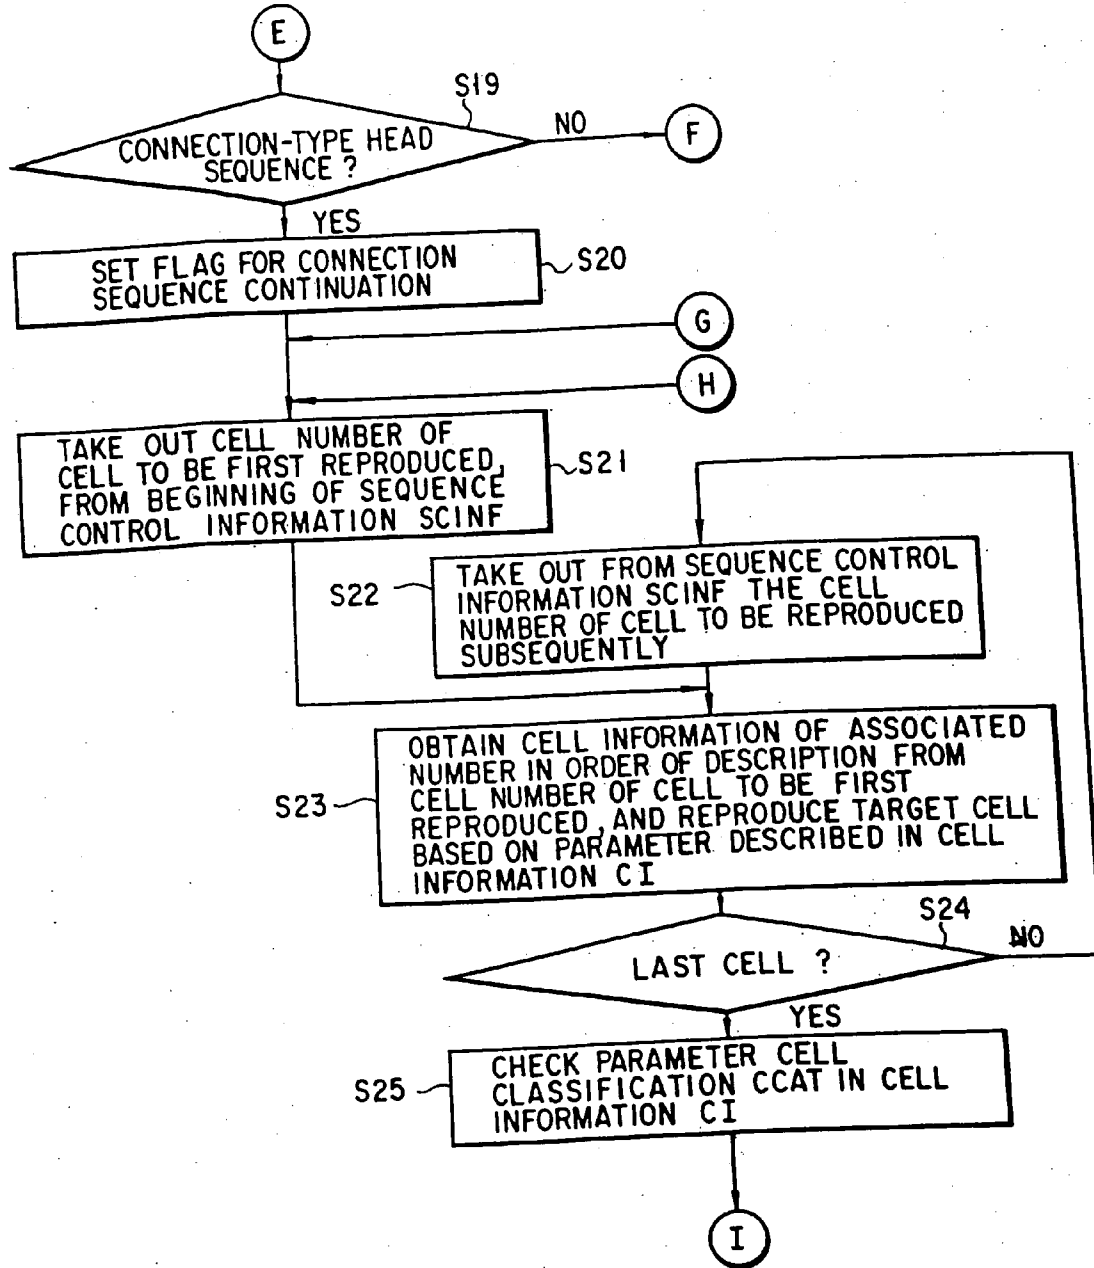 E
S19
CONNECTION-TYPE HEAD
SEQUENCE ?
NO
F
YES
SET FLAG FOR CONNECTION
SEQUENCE CONTINUATION
S20
G
H
TAKE OUT CELL NUMBER OF
CELL TO BE FIRST REPRODUCED,
FROM BEGINNING OF SEQUENCE
CONTROL INFORMATION SCINF
S21
S22
TAKE OUT FROM SEQUENCE CONTROL
INFORMATION SCINF THE CELL
NUMBER OF CELL TO BE REPRODUCED
SUBSEQUENTLY
S23
OBTAIN CELL INFORMATION OF ASSOCIATED
NUMBER IN ORDER OF DESCRIPTION FROM
CELL NUMBER OF CELL TO BE FIRST
REPRODUCED, AND REPRODUCE TARGET CELL
BASED ON PARAMETER DESCRIBED IN CELL
INFORMATION CI
S24
LAST CELL ?
NO
YES
S25
CHECK PARAMETER CELL
CLASSIFICATION CCAT IN CELL
INFORMATION CI
I